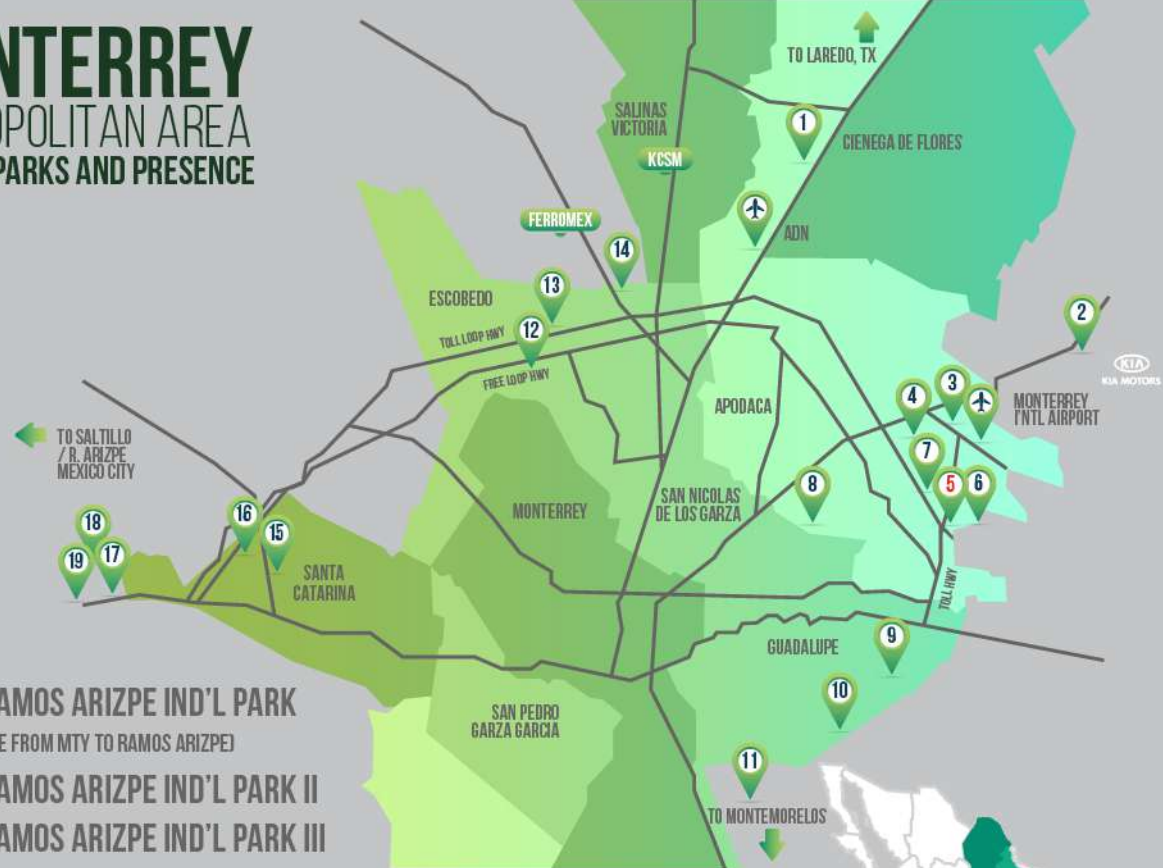 NTERREY
OPOLITAN AREA
PARKS AND PRESENCE
TO LAREDO, TX
SALINAS
VICTORIA
1
CIENEGA DE FLORES
KCSM
FERROMEX
ADN
14
13
ESCOBEDO
12
TOLL LOOP HWY
FREE LOOP HWY
2
KIA
KIA MOTORS
3
4
MONTERREY
I'NTL AIRPORT
APODACA
TO SALTILLO
/ R. ARIZPE
MEXICO CITY
7
8
5
6
SAN NICOLAS
DE LOS GARZA
MONTERREY
16
15
18
19
17
SANTA
CATARINA
TOLL HWY
GUADALUPE
9
10
SAN PEDRO
GARZA GARCIA
11
TO MONTEMORELOS
AMOS ARIZPE IND'L PARK
E FROM MTY TO RAMOS ARIZPE)
AMOS ARIZPE IND'L PARK II
AMOS ARIZPE IND'L PARK III